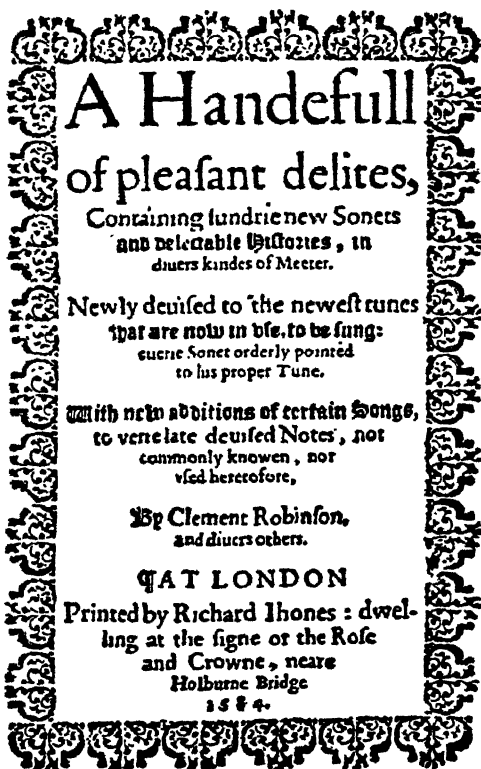 A Handefull
of pleaſant delites,
Containing ſundrie new Sonets
and delectable Hiſtories, in
diuers kindes of Meeter.
Newly deuiſed to the neweſt tunes
that are now in vſe, to be ſung:
euerie Sonet orderly pointed
to his proper Tune.
With new additions of certain Songs,
to verie late deuiſed Notes, not
commonly knowen, nor
vſed heretofore,
By Clement Robinſon,
and diuers others.
¶AT LONDON
Printed by Richard Ihones : dwel-
ling at the ſigne of the Roſe
and Crowne, neare
Holburne Bridge
1584.